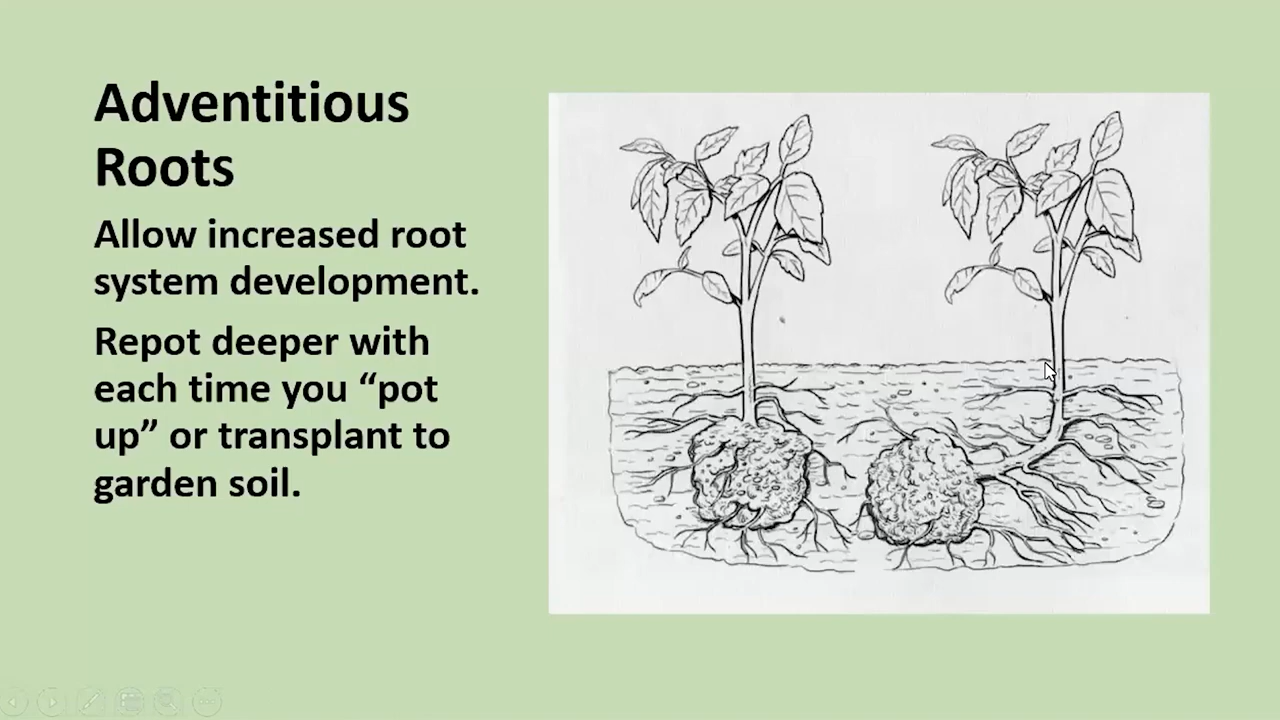 Adventitious
Roots
Allow increased root
system development.
Repot deeper with
each time you “pot
up” or transplant to
garden soil.